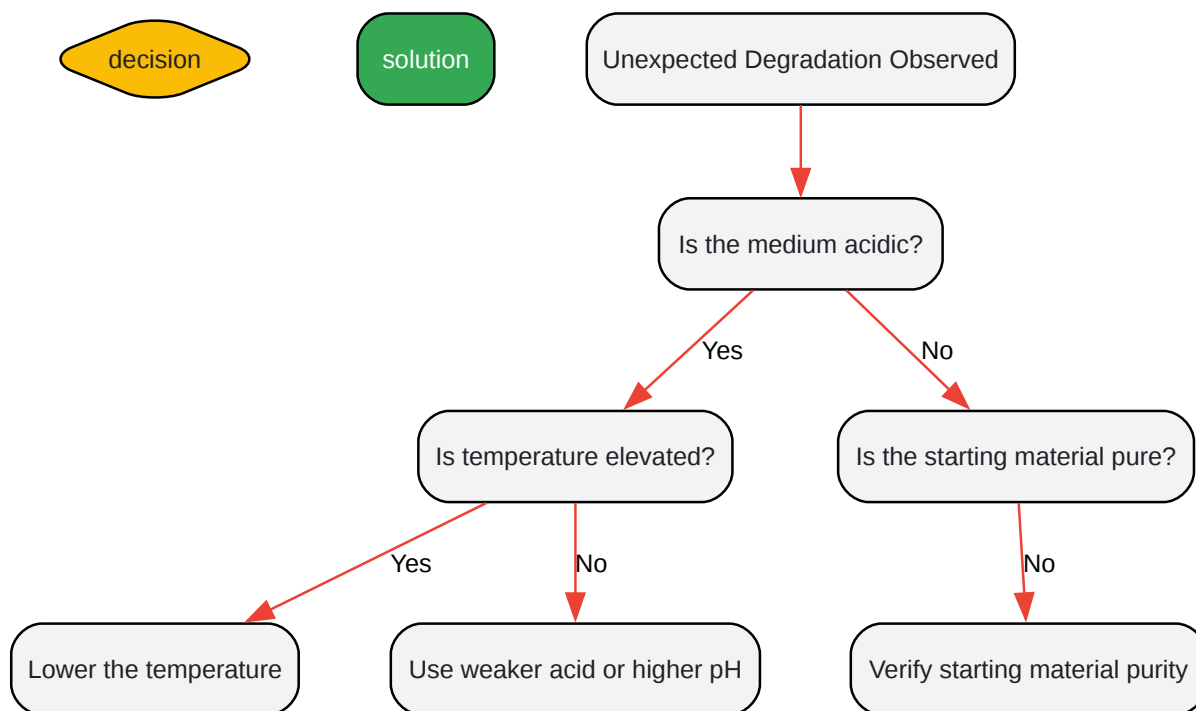 decision
solution
Unexpected Degradation Observed
Is the medium acidic?
Yes
No
Is temperature elevated?
Is the starting material pure?
Yes
No
No
Lower the temperature
Use weaker acid or higher pH
Verify starting material purity